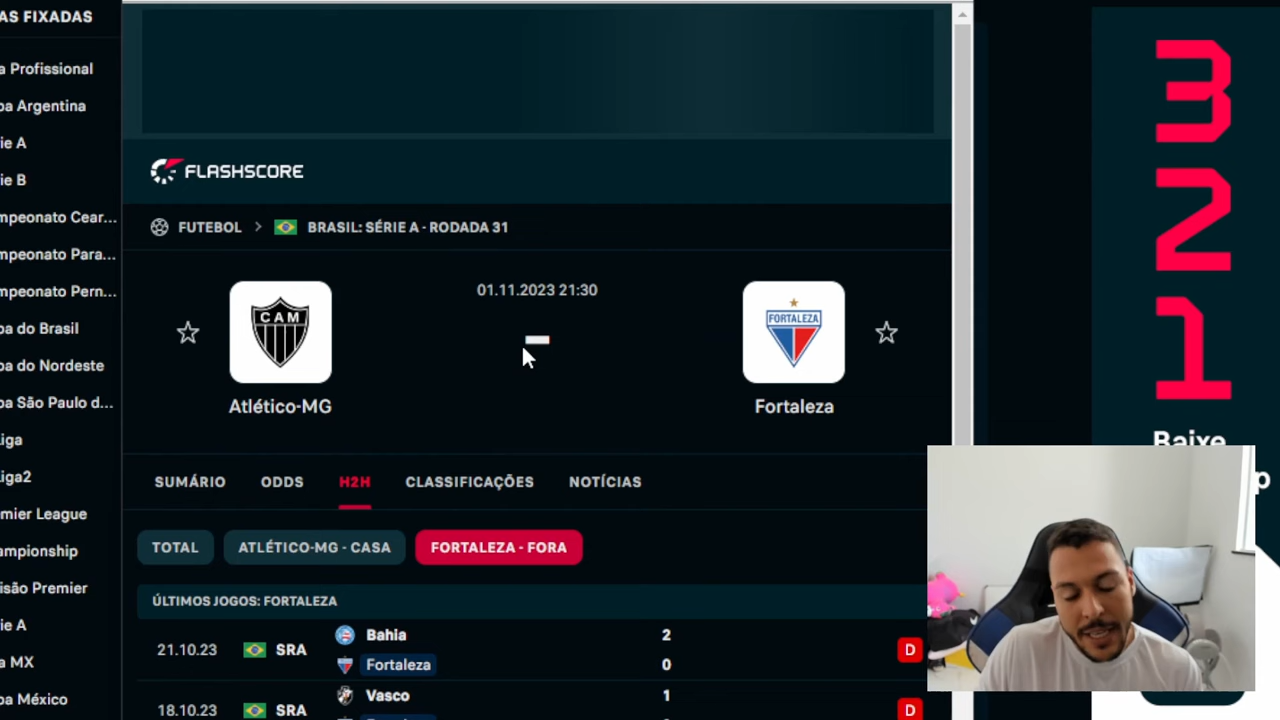 AS FIXADAS
a Profissional
pa Argentina
ie A
ie B
mpeonato Cear...
mpeonato Para...
mpeonato Pern...
pa do Brasil
pa do Nordeste
pa São Paulo d...
Liga
Liga2
mier League
ampionship
isão Premier
ie A
a MX
pa México
FLASHSCORE
FUTEBOL
BRASIL: SÉRIE A - RODADA 31
01.11.2023 21:30
CAM
FORTALEZA
-
Atlético-MG
Fortaleza
SUMÁRIO ODDS H2H CLASSIFICAÇÕES NOTÍCIAS
TOTAL ATLÉTICO-MG - CASA FORTALEZA - FORA
ÚLTIMOS JOGOS: FORTALEZA
21.10.23 SRA Bahia 2 D
Fortaleza 0
18.10.23 SRA Vasco 1 D
3
2
1
Baixe
p